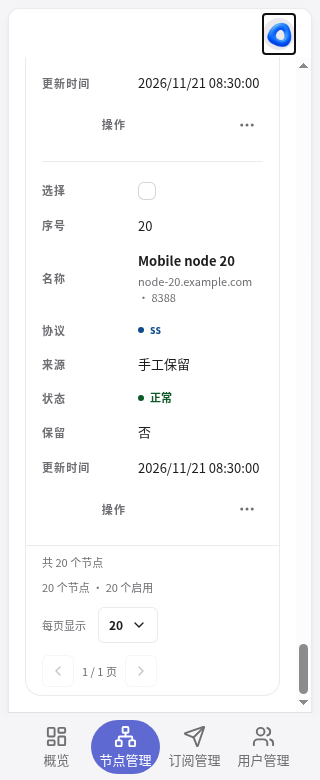 更新时间 2026/11/21 08:30:00
操作 ···
选择
序号 20
名称 Mobile node 20
node-20.example.com
· 8388
协议 ss
来源 手工保留
状态 正常
保留 否
更新时间 2026/11/21 08:30:00
操作 ···
共 20 个节点
20 个节点 · 20 个启用
每页显示 20
1 / 1 页
概览 节点管理 订阅管理 用户管理